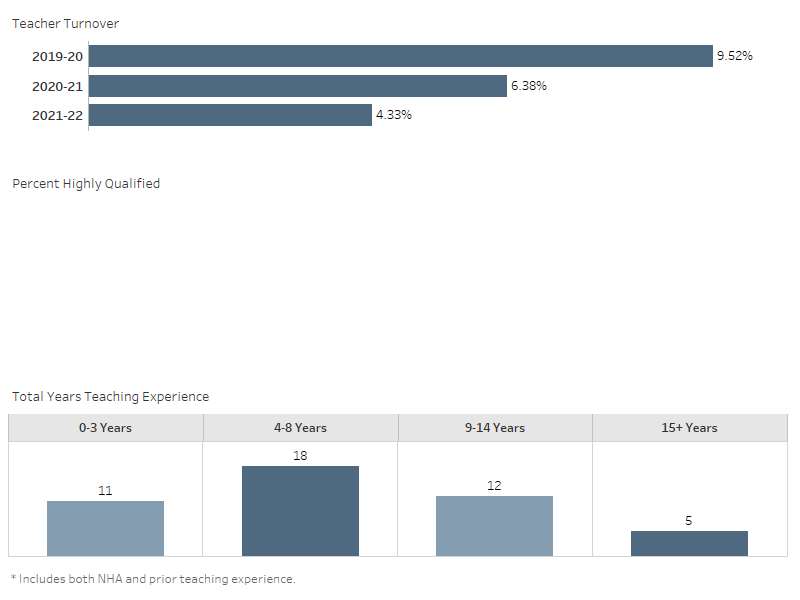 Teacher Turnover
2019-20 9.52%
2020-21 6.38%
2021-22 4.33%
Percent Highly Qualified
Total Years Teaching Experience
0-3 Years 4-8 Years 9-14 Years 15+ Years
11 18 12 5
* Includes both NHA and prior teaching experience.